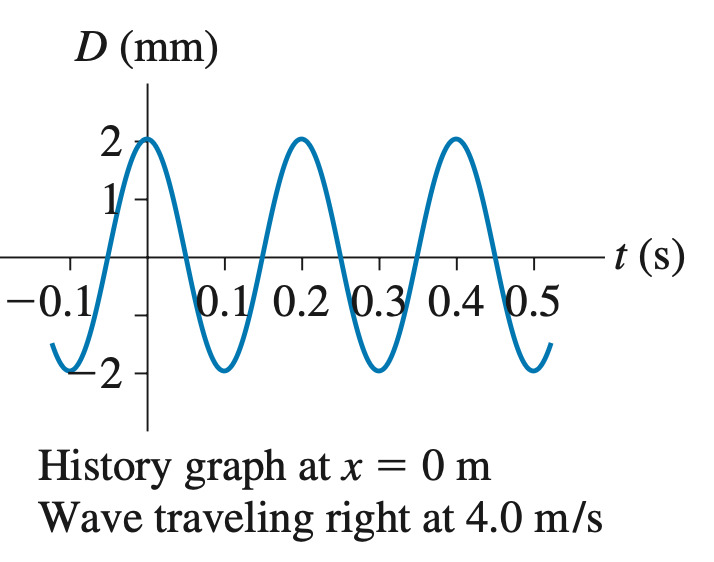 D (mm)
2
1
t (s)
−0.1 0.1 0.2 0.3 0.4 0.5
−2
History graph at x = 0 m
Wave traveling right at 4.0 m/s